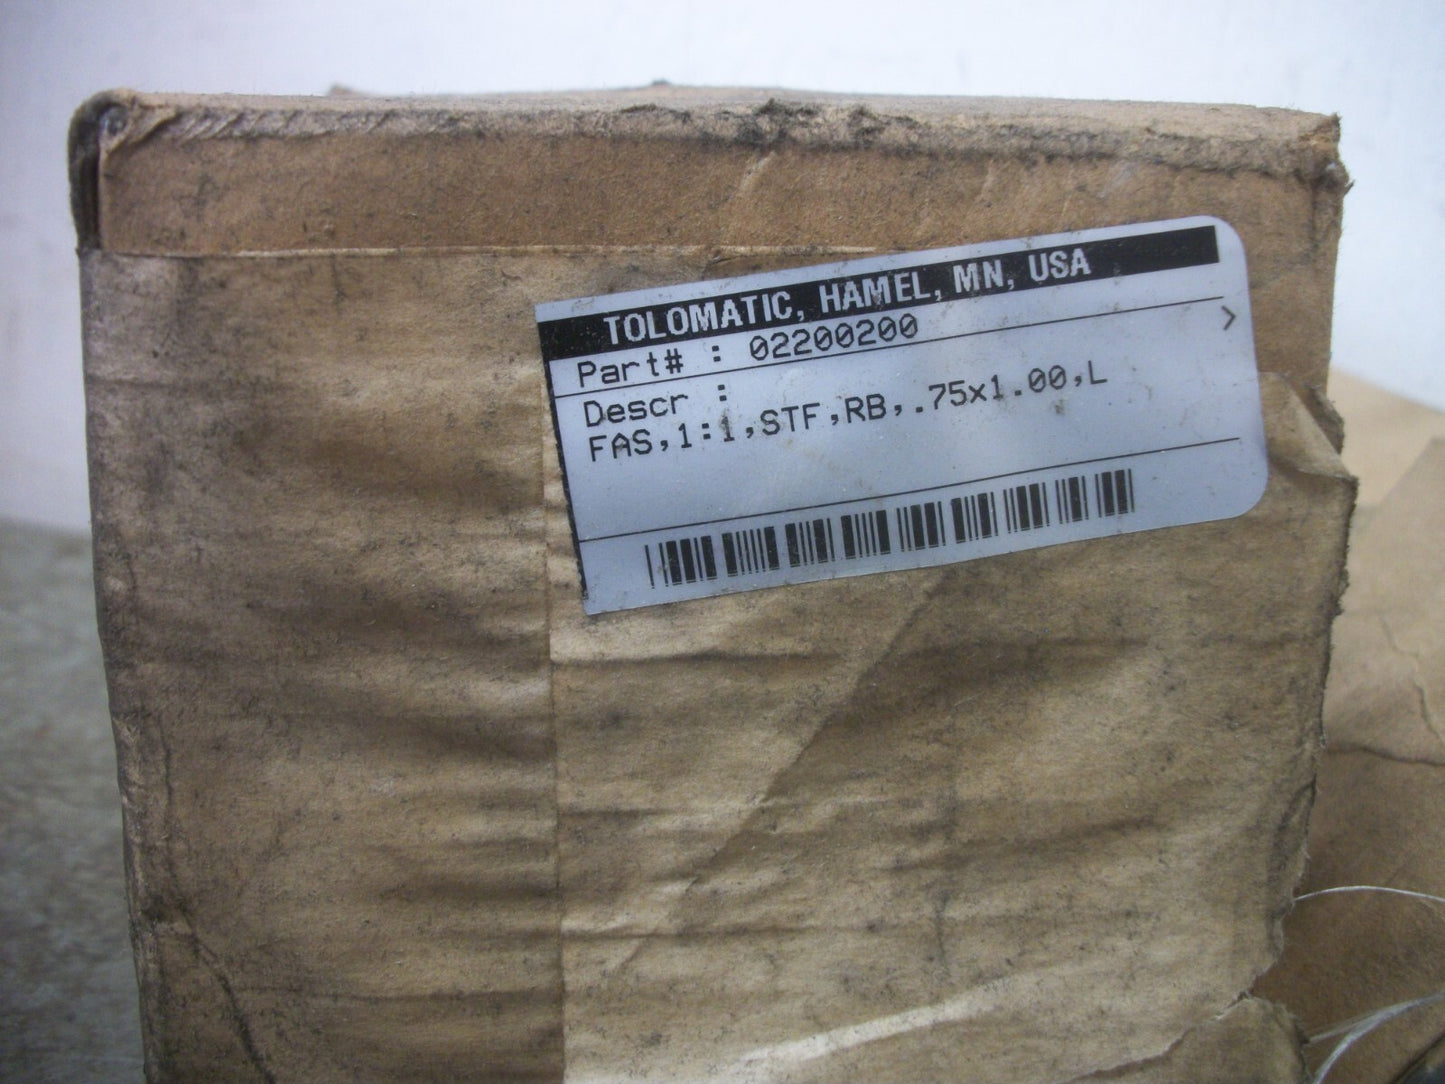 TOLOMATIC, HAMEL, MN, USA
Part# : 02200200
Descr :
FAS,1:1,STF,RB,.75x1.00,L
>